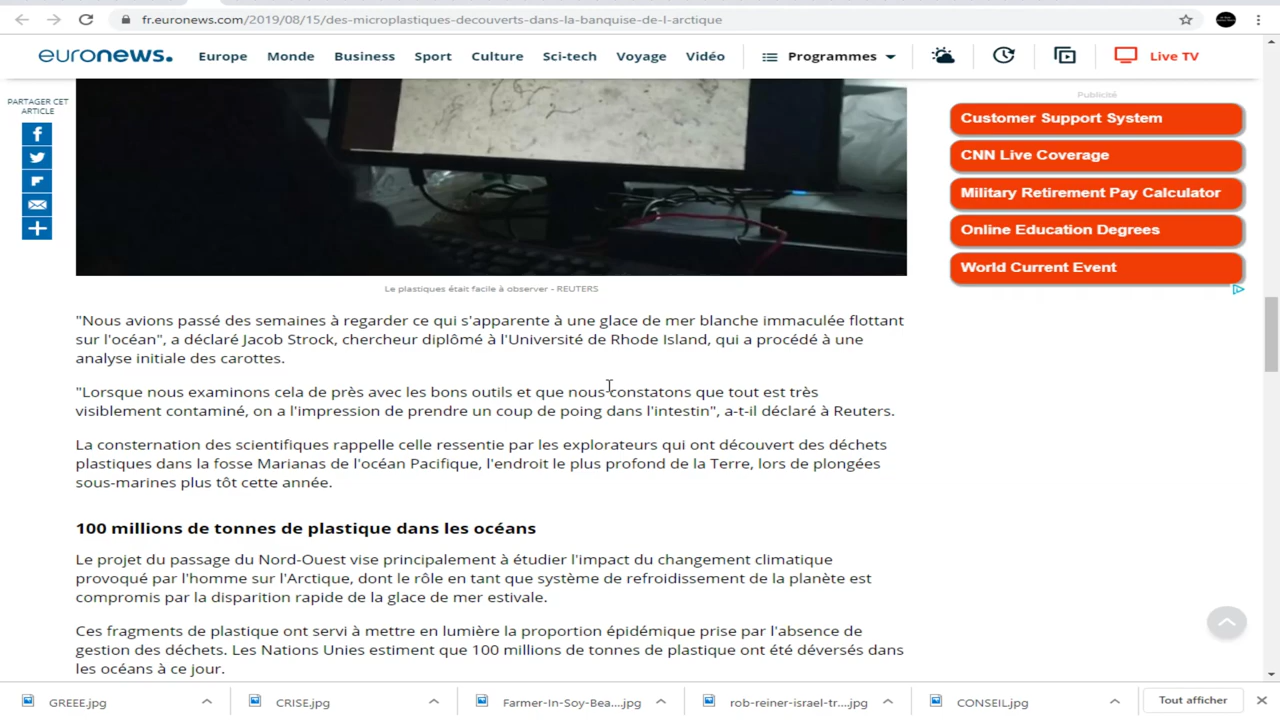 fr.euronews.com/2019/08/15/des-microplastiques-decouverts-dans-la-banquise-de-l-arctique
euronews. Europe Monde Business Sport Culture Sci-tech Voyage Vidéo Programmes Live TV
PARTAGER CET
ARTICLE
Publicité
Customer Support System
CNN Live Coverage
Military Retirement Pay Calculator
Online Education Degrees
World Current Event
Le plastiques était facile à observer - REUTERS
"Nous avions passé des semaines à regarder ce qui s'apparente à une glace de mer blanche immaculée flottant
sur l'océan", a déclaré Jacob Strock, chercheur diplômé à l'Université de Rhode Island, qui a procédé à une
analyse initiale des carottes.
"Lorsque nous examinons cela de près avec les bons outils et que nous constatons que tout est très
visiblement contaminé, on a l'impression de prendre un coup de poing dans l'intestin", a-t-il déclaré à Reuters.
La consternation des scientifiques rappelle celle ressentie par les explorateurs qui ont découvert des déchets
plastiques dans la fosse Marianas de l'océan Pacifique, l'endroit le plus profond de la Terre, lors de plongées
sous-marines plus tôt cette année.
100 millions de tonnes de plastique dans les océans
Le projet du passage du Nord-Ouest vise principalement à étudier l'impact du changement climatique
provoqué par l'homme sur l'Arctique, dont le rôle en tant que système de refroidissement de la planète est
compromis par la disparition rapide de la glace de mer estivale.
Ces fragments de plastique ont servi à mettre en lumière la proportion épidémique prise par l'absence de
gestion des déchets. Les Nations Unies estiment que 100 millions de tonnes de plastique ont été déversés dans
les océans à ce jour.
GREEE.jpg CRISE.jpg Farmer-In-Soy-Bea....jpg rob-reiner-israel-tr....jpg CONSEIL.jpg Tout afficher